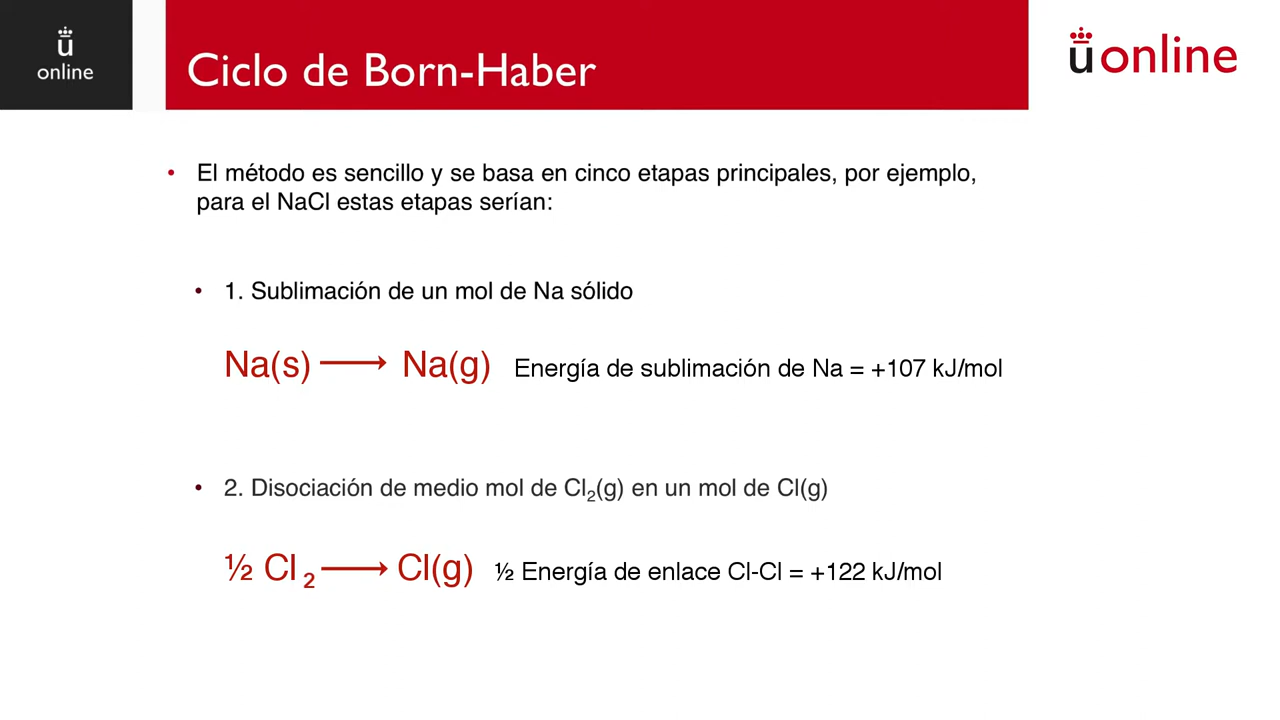 ü
online
Ciclo de Born-Haber
ü online
• El método es sencillo y se basa en cinco etapas principales, por ejemplo,
para el NaCl estas etapas serían:
• 1. Sublimación de un mol de Na sólido
Na(s) ⟶ Na(g) Energía de sublimación de Na = +107 kJ/mol
• 2. Disociación de medio mol de Cl₂(g) en un mol de Cl(g)
½ Cl ₂ ⟶ Cl(g) ½ Energía de enlace Cl-Cl = +122 kJ/mol